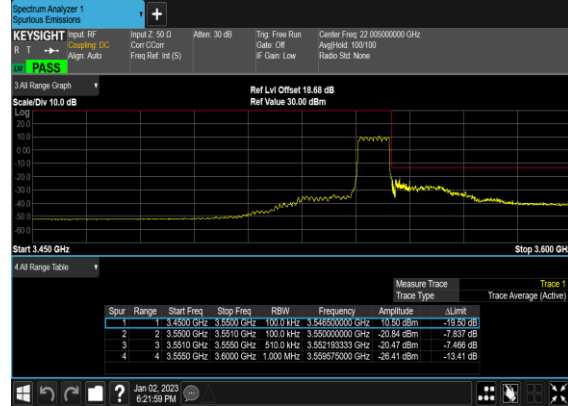 Spectrum Analyzer 1
Spurious Emissions
KEYSIGHT Input: RF Input Z: 50 Ω Atten: 30 dB Trig: Free Run Center Freq: 22.005000000 GHz
R T Coupling: DC Corr CCorr Gate: Off Avg|Hold: 100/100
Align: Auto Freq Ref: Int (S) IF Gain: Low Radio Std: None
PASS
3 All Range Graph
Ref Lvl Offset 18.68 dB
Scale/Div 10.0 dB Ref Value 30.00 dBm
Log
20.0
10.0
0.00
-10.0
-20.0
-30.0
-40.0
-50.0
-60.0
Start 3.450 GHz Stop 3.600 GH
4 All Range Table
Measure Trace Trace 1
Trace Type Trace Average (Active)
Spur Range Start Freq Stop Freq RBW Frequency Amplitude ΔLimit
1 1 3.4500 GHz 3.5500 GHz 100.0 kHz 3.546500000 GHz 10.50 dBm -19.50 dB
2 2 3.5500 GHz 3.5510 GHz 100.0 kHz 3.550000000 GHz -20.84 dBm -7.837 dB
3 3 3.5510 GHz 3.5550 GHz 510.0 kHz 3.552193333 GHz -20.47 dBm -7.466 dB
4 4 3.5550 GHz 3.6000 GHz 1.000 MHz 3.559575000 GHz -26.41 dBm -13.41 dB
? Jan 02, 2023
6:21:59 PM